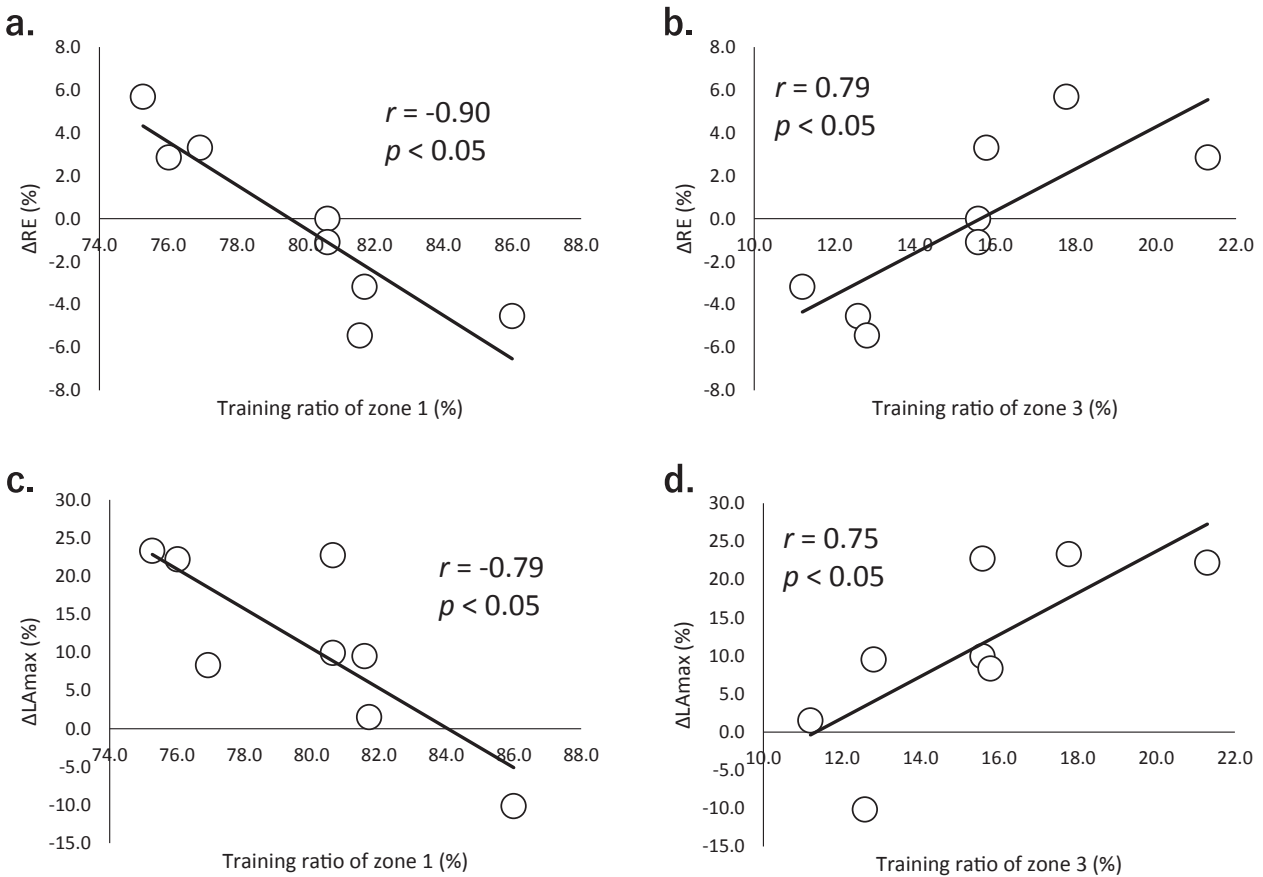 a.
8.0
6.0
4.0
2.0
0.0
-2.0
-4.0
-6.0
-8.0
ΔRE (%)
74.0 76.0 78.0 80.0 82.0 84.0 86.0 88.0
r = -0.90
p < 0.05
Training ratio of zone 1 (%)
b.
8.0
6.0
4.0
2.0
0.0
-2.0
-4.0
-6.0
-8.0
ΔRE (%)
10.0 12.0 14.0 16.0 18.0 20.0 22.0
r = 0.79
p < 0.05
Training ratio of zone 3 (%)
c.
30.0
25.0
20.0
15.0
10.0
5.0
0.0
-5.0
-10.0
-15.0
ΔLAmax (%)
74.0 76.0 78.0 80.0 82.0 84.0 86.0 88.0
r = -0.79
p < 0.05
Training ratio of zone 1 (%)
d.
30.0
25.0
20.0
15.0
10.0
5.0
0.0
-5.0
-10.0
-15.0
ΔLAmax (%)
10.0 12.0 14.0 16.0 18.0 20.0 22.0
r = 0.75
p < 0.05
Training ratio of zone 3 (%)